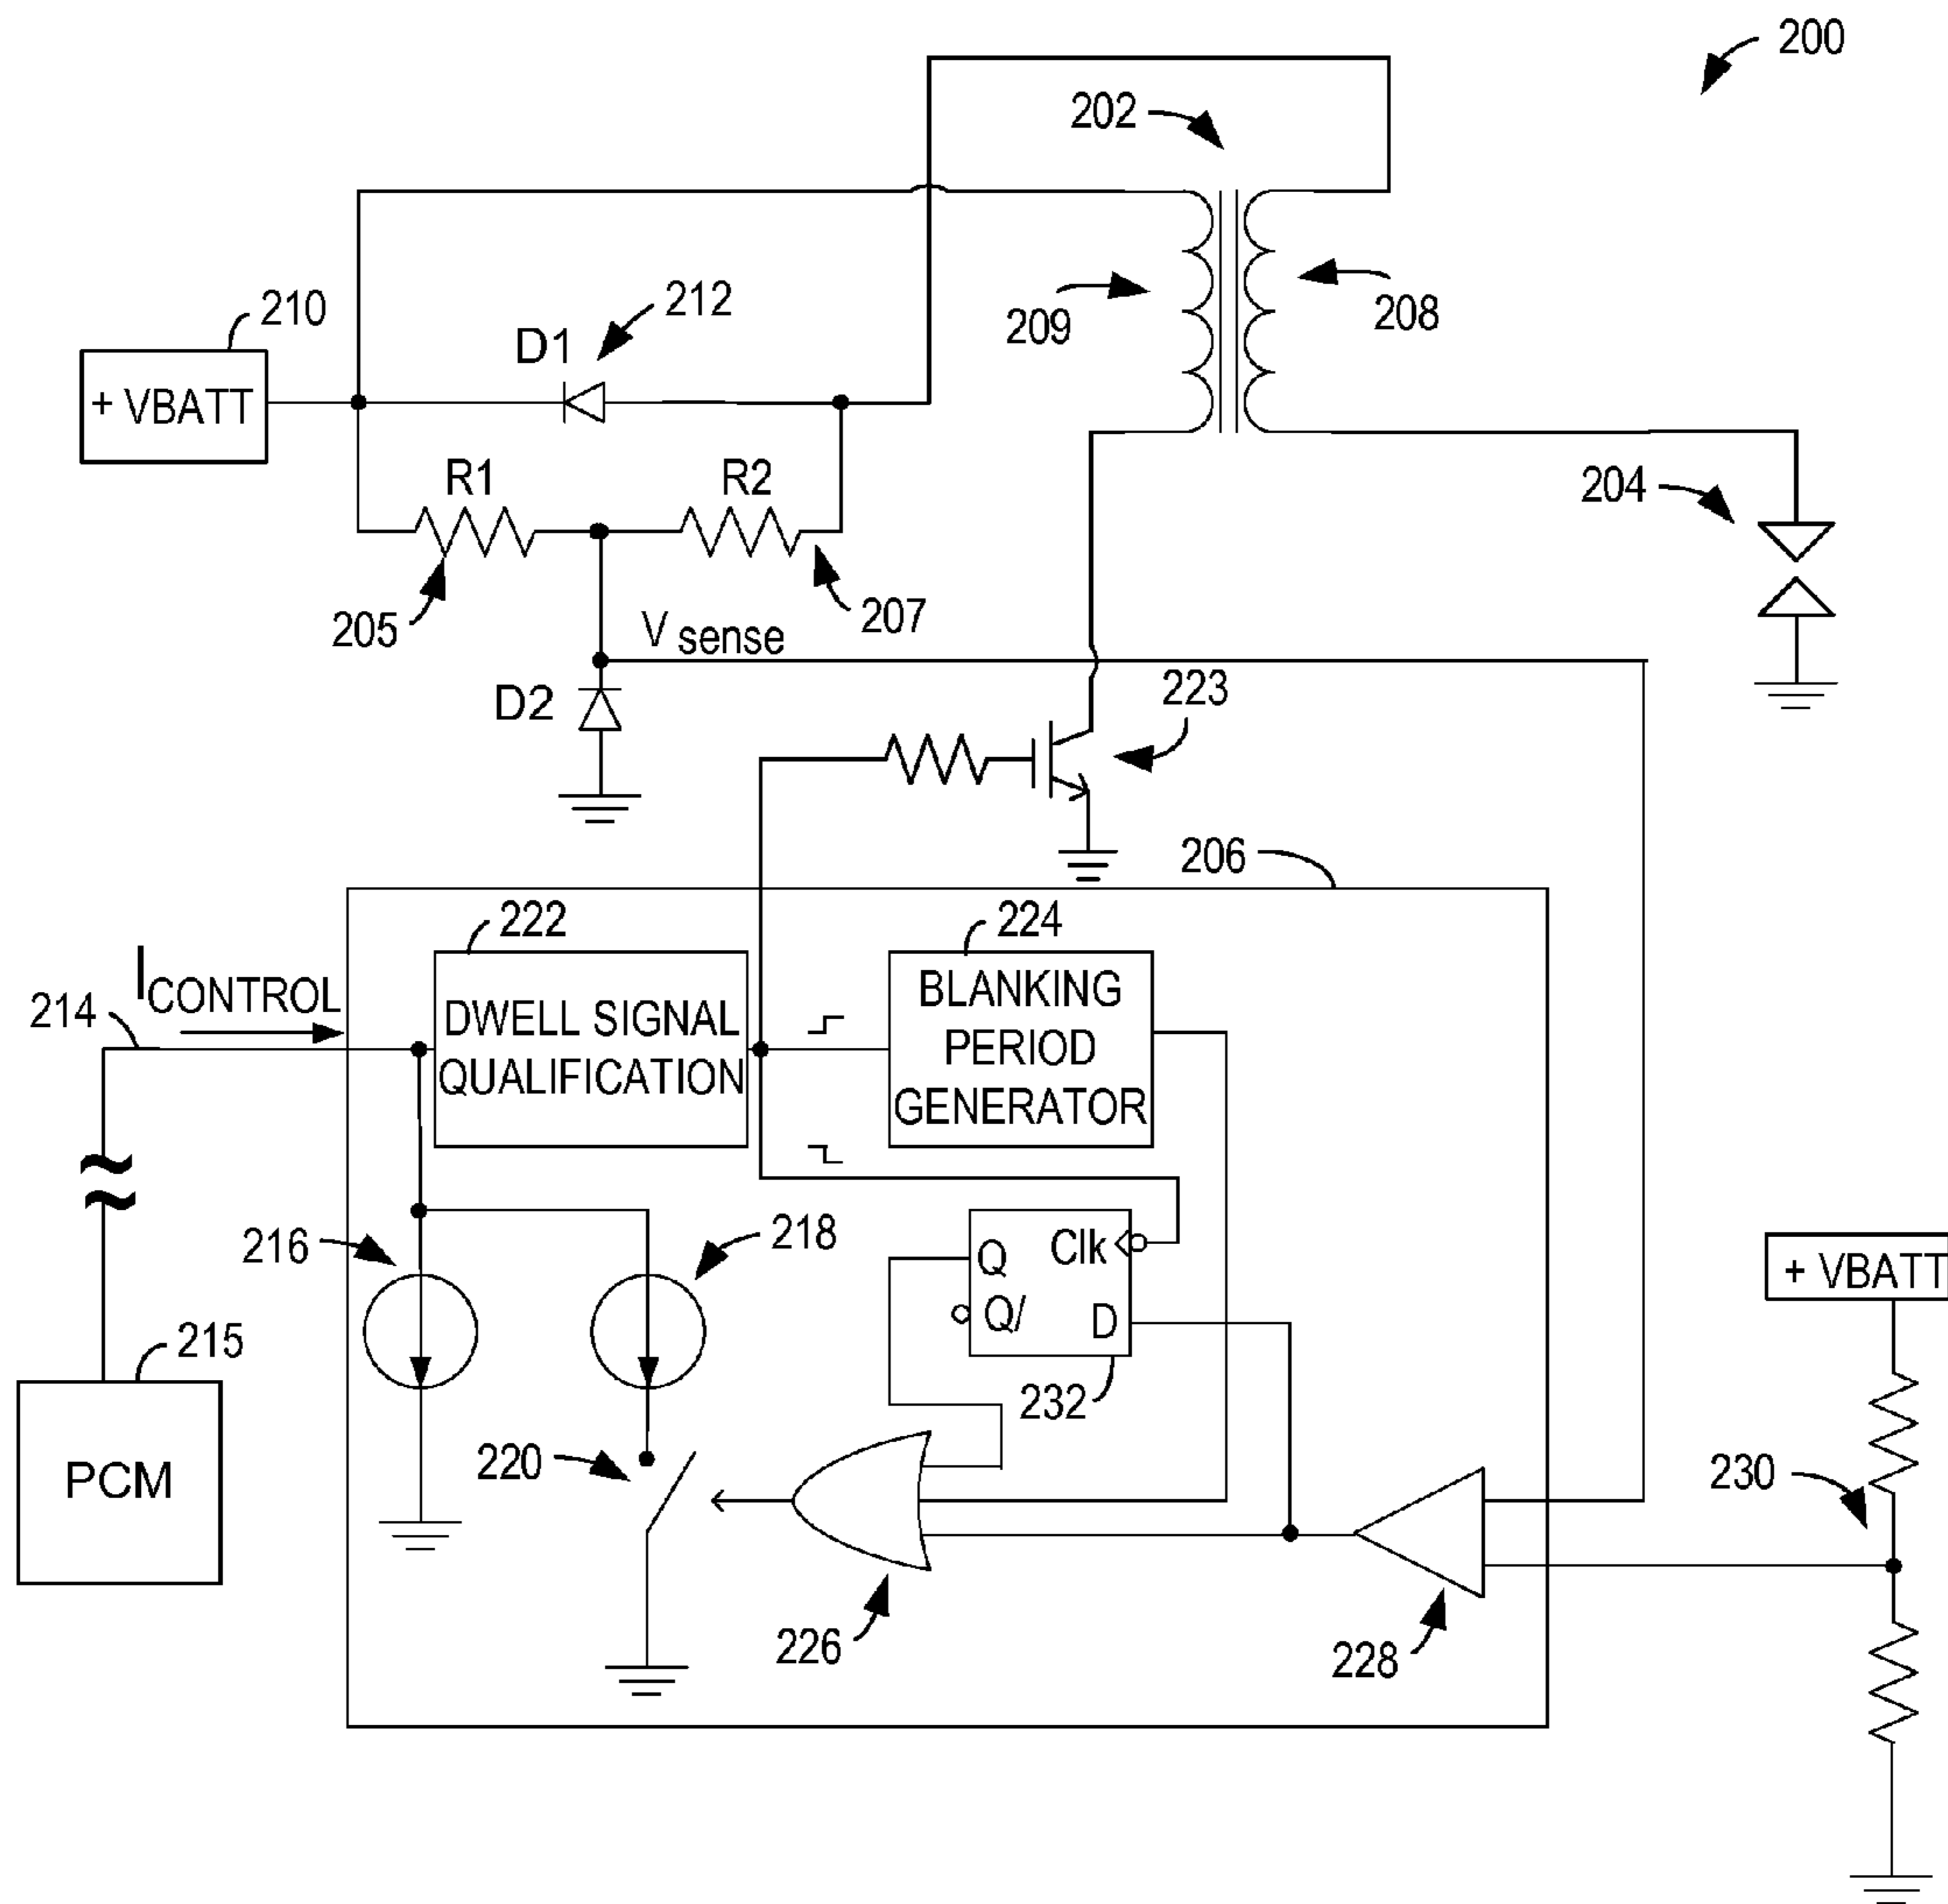 200
202
210
212
D1
209
208
+ VBATT
R1
R2
204
205
207
V sense
D2
223
206
222
224
ICONTROL
214
DWELL SIGNAL
QUALIFICATION
BLANKING
PERIOD
GENERATOR
216
218
Q
Clk
Q/
D
+ VBATT
215
232
PCM
220
230
226
228